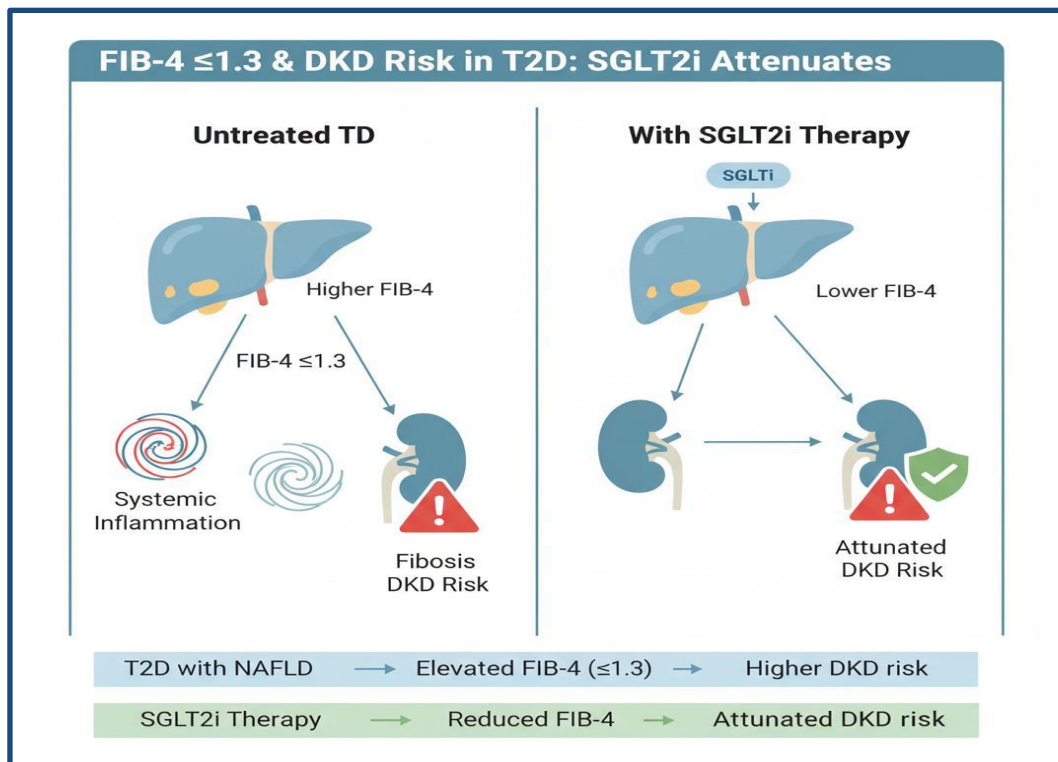 FIB-4 ≤1.3 & DKD Risk in T2D: SGLT2i Attenuates
Untreated TD
Higher FIB-4
FIB-4 ≤1.3
Systemic
Inflammation
!
Fibosis
DKD Risk
With SGLT2i Therapy
SGLTi
Lower FIB-4
!
Attunated
DKD Risk
T2D with NAFLD → Elevated FIB-4 (≤1.3) → Higher DKD risk
SGLT2i Therapy → Reduced FIB-4 → Attunated DKD risk